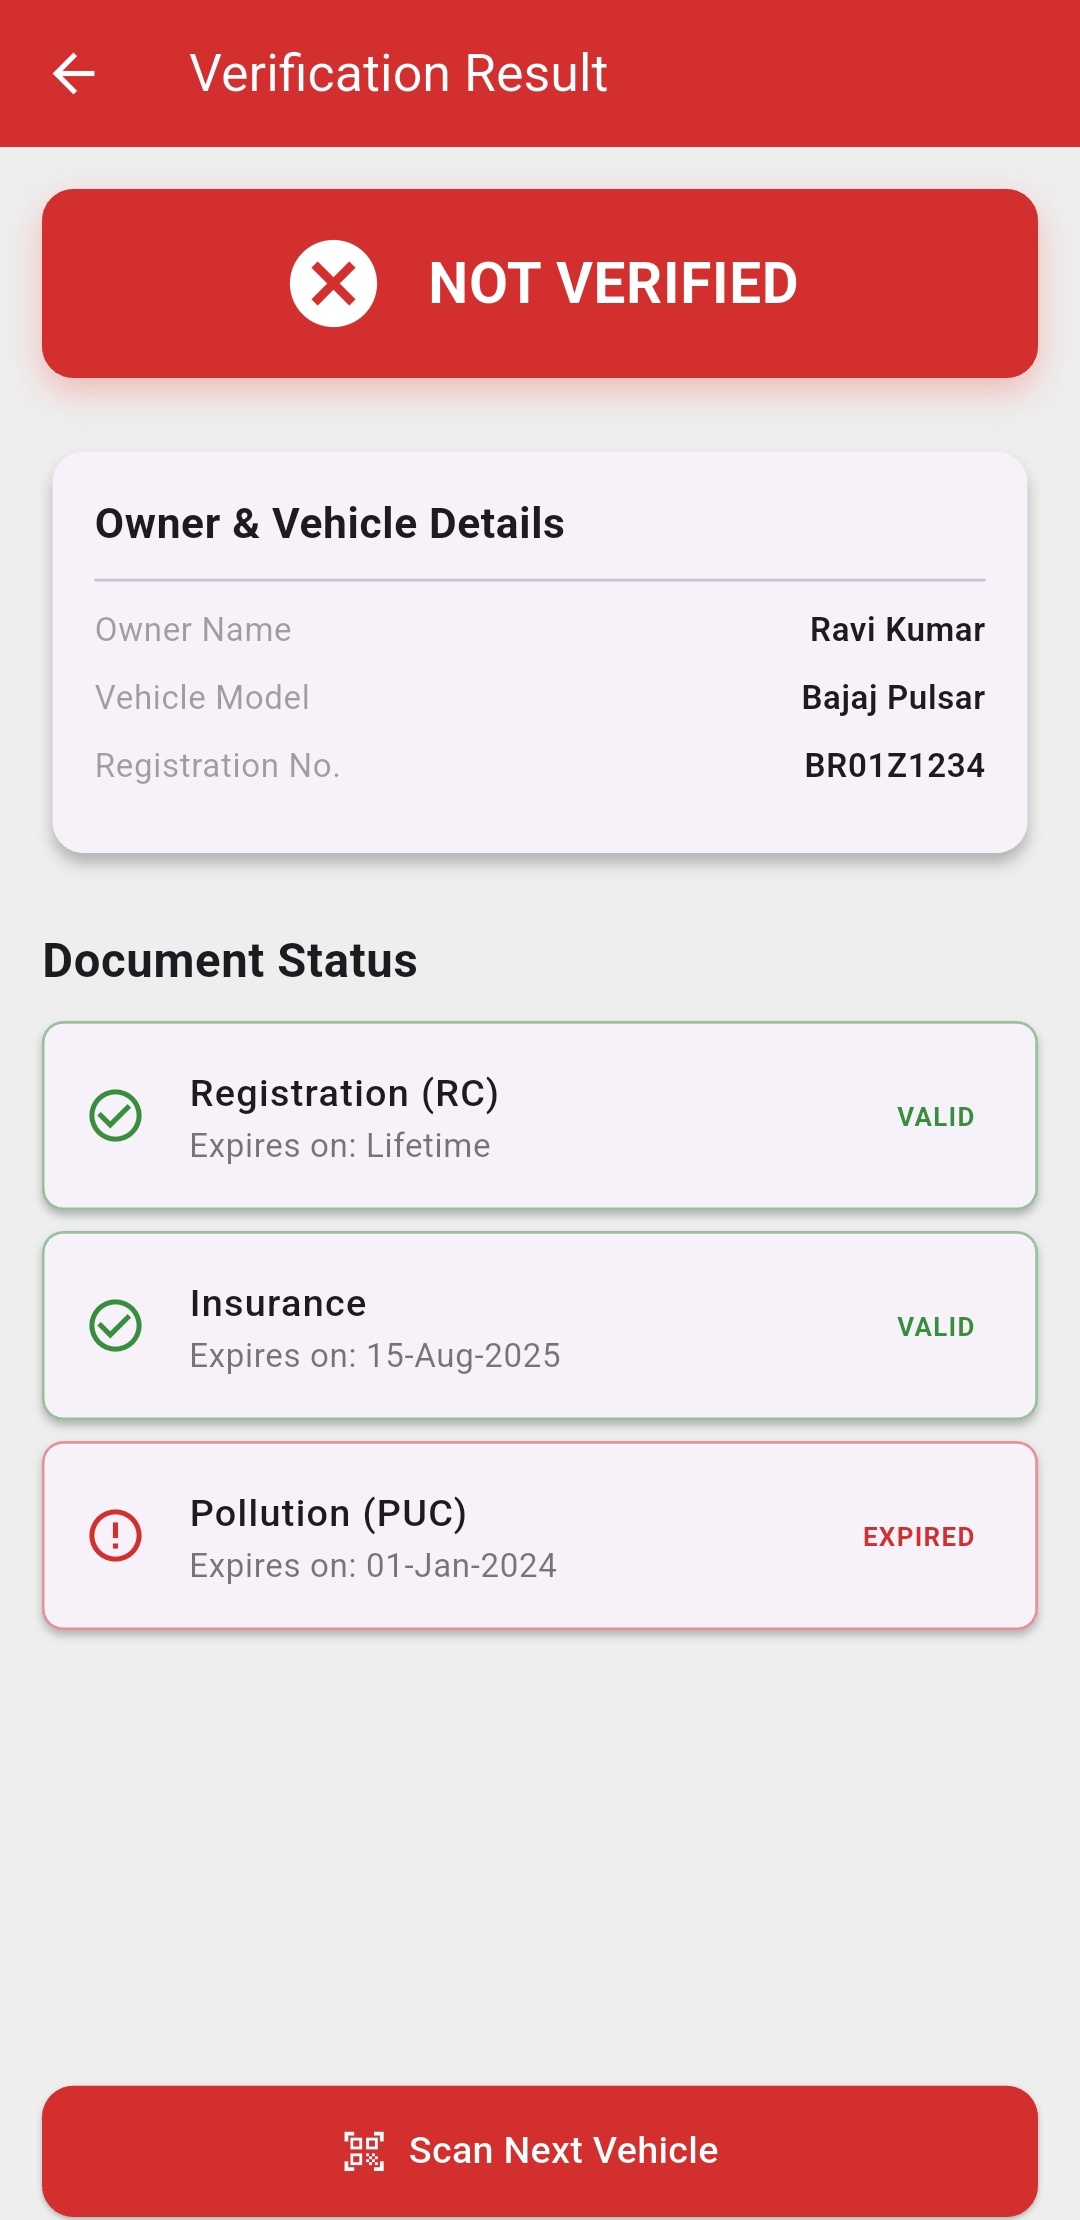 Verification Result
NOT VERIFIED
Owner & Vehicle Details
Owner Name Ravi Kumar
Vehicle Model Bajaj Pulsar
Registration No. BR01Z1234
Document Status
Registration (RC)
Expires on: Lifetime
VALID
Insurance
Expires on: 15-Aug-2025
VALID
Pollution (PUC)
Expires on: 01-Jan-2024
EXPIRED
Scan Next Vehicle